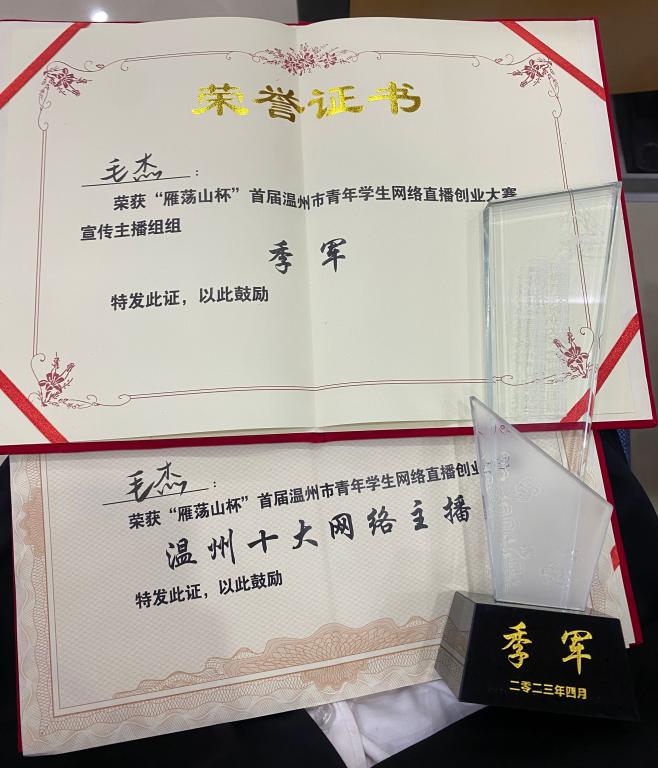 荣誉证书
毛杰：
荣获“雁荡山杯”首届温州市青年学生网络直播创业大赛
宣传主播组组
季军
特发此证，以此鼓励
毛杰：
荣获“雁荡山杯”首届温州市青年学生网络直播创业
温州十大网络主播
特发此证，以此鼓励
季军
二零二三年四月